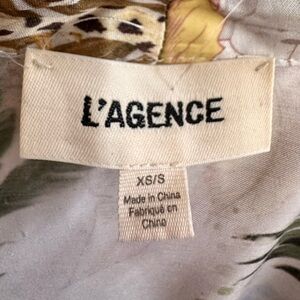 L'AGENCE
XS/S
Made in China
Fabriqué en
Chine